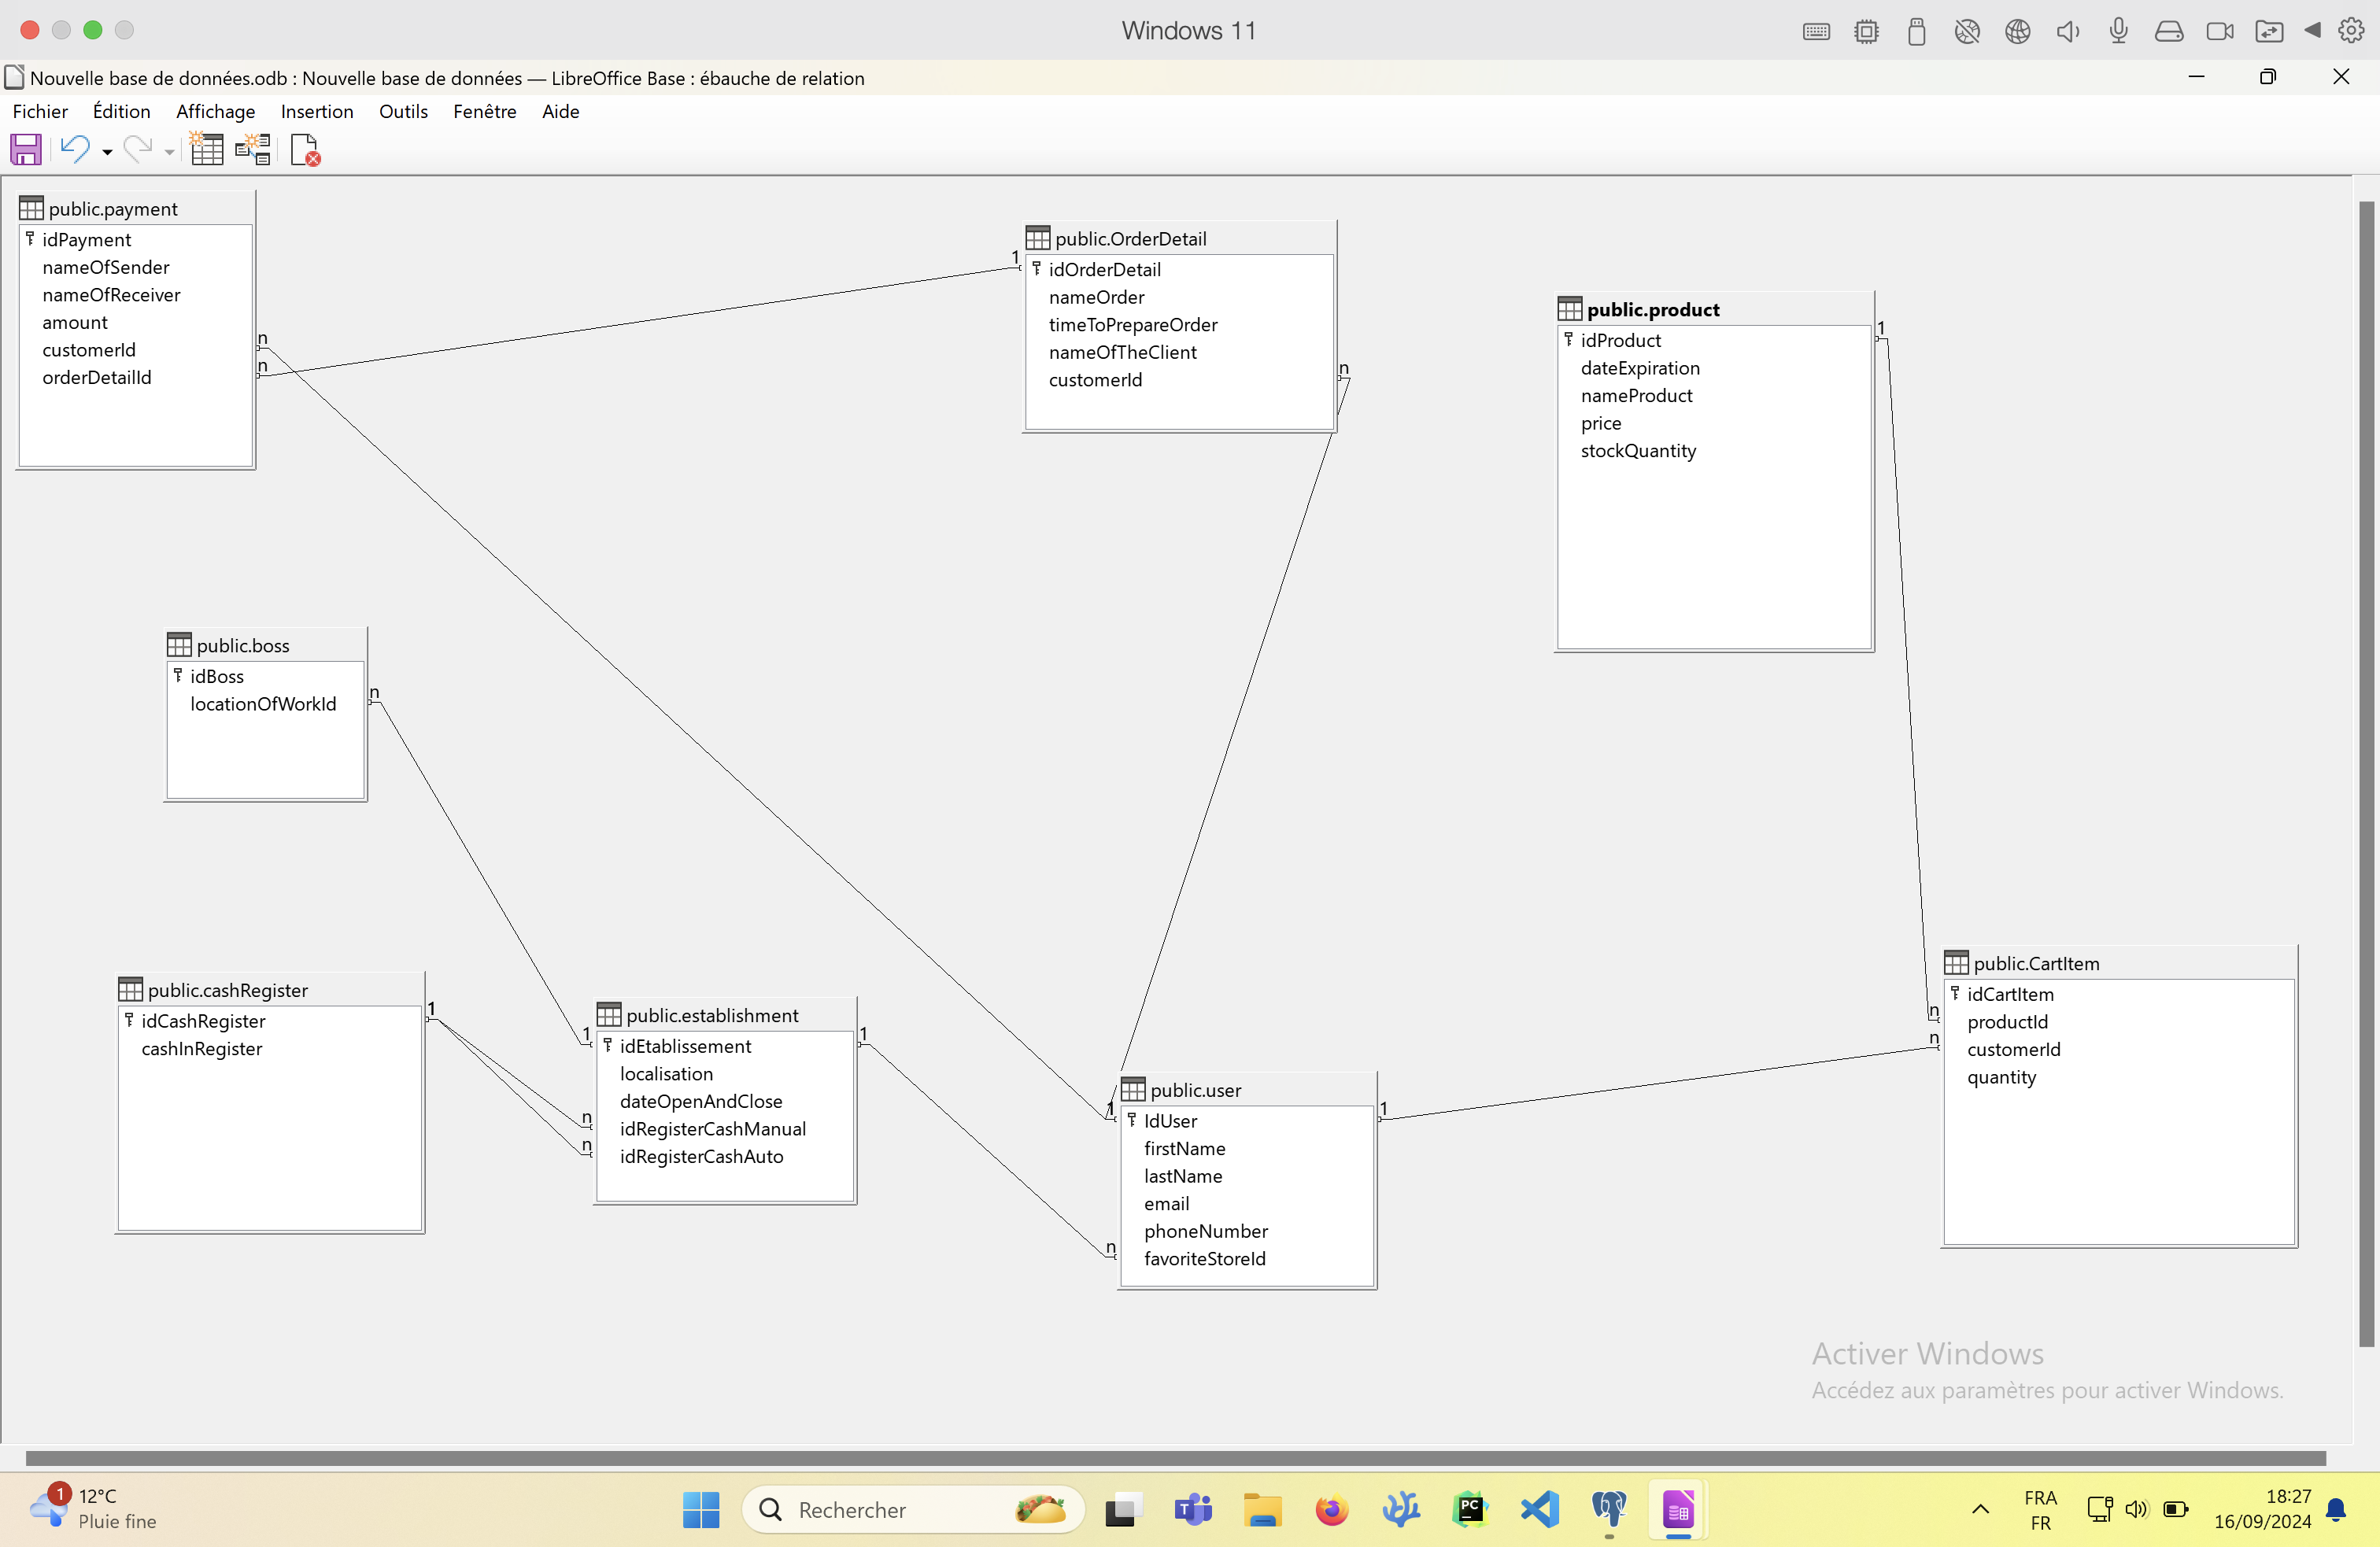 Windows 11
Nouvelle base de données.odb : Nouvelle base de données — LibreOffice Base : ébauche de relation
Fichier Édition Affichage Insertion Outils Fenêtre Aide
public.payment
idPayment
nameOfSender
nameOfReceiver
amount
customerId
orderDetailId
n
n
1
public.OrderDetail
idOrderDetail
nameOrder
timeToPrepareOrder
nameOfTheClient
customerId
n
public.product
idProduct
dateExpiration
nameProduct
price
stockQuantity
1
public.boss
idBoss
locationOfWorkId
n
public.cashRegister
idCashRegister
cashInRegister
1
1
n
n
public.establishment
idEtablissement
localisation
dateOpenAndClose
idRegisterCashManual
idRegisterCashAuto
1
1
n
public.user
IdUser
firstName
lastName
email
phoneNumber
favoriteStoreId
1
n
n
public.CartItem
idCartItem
productId
customerId
quantity
Activer Windows
Accédez aux paramètres pour activer Windows.
1
12°C
Pluie fine
Rechercher
T
PC
FRA
FR
18:27
16/09/2024